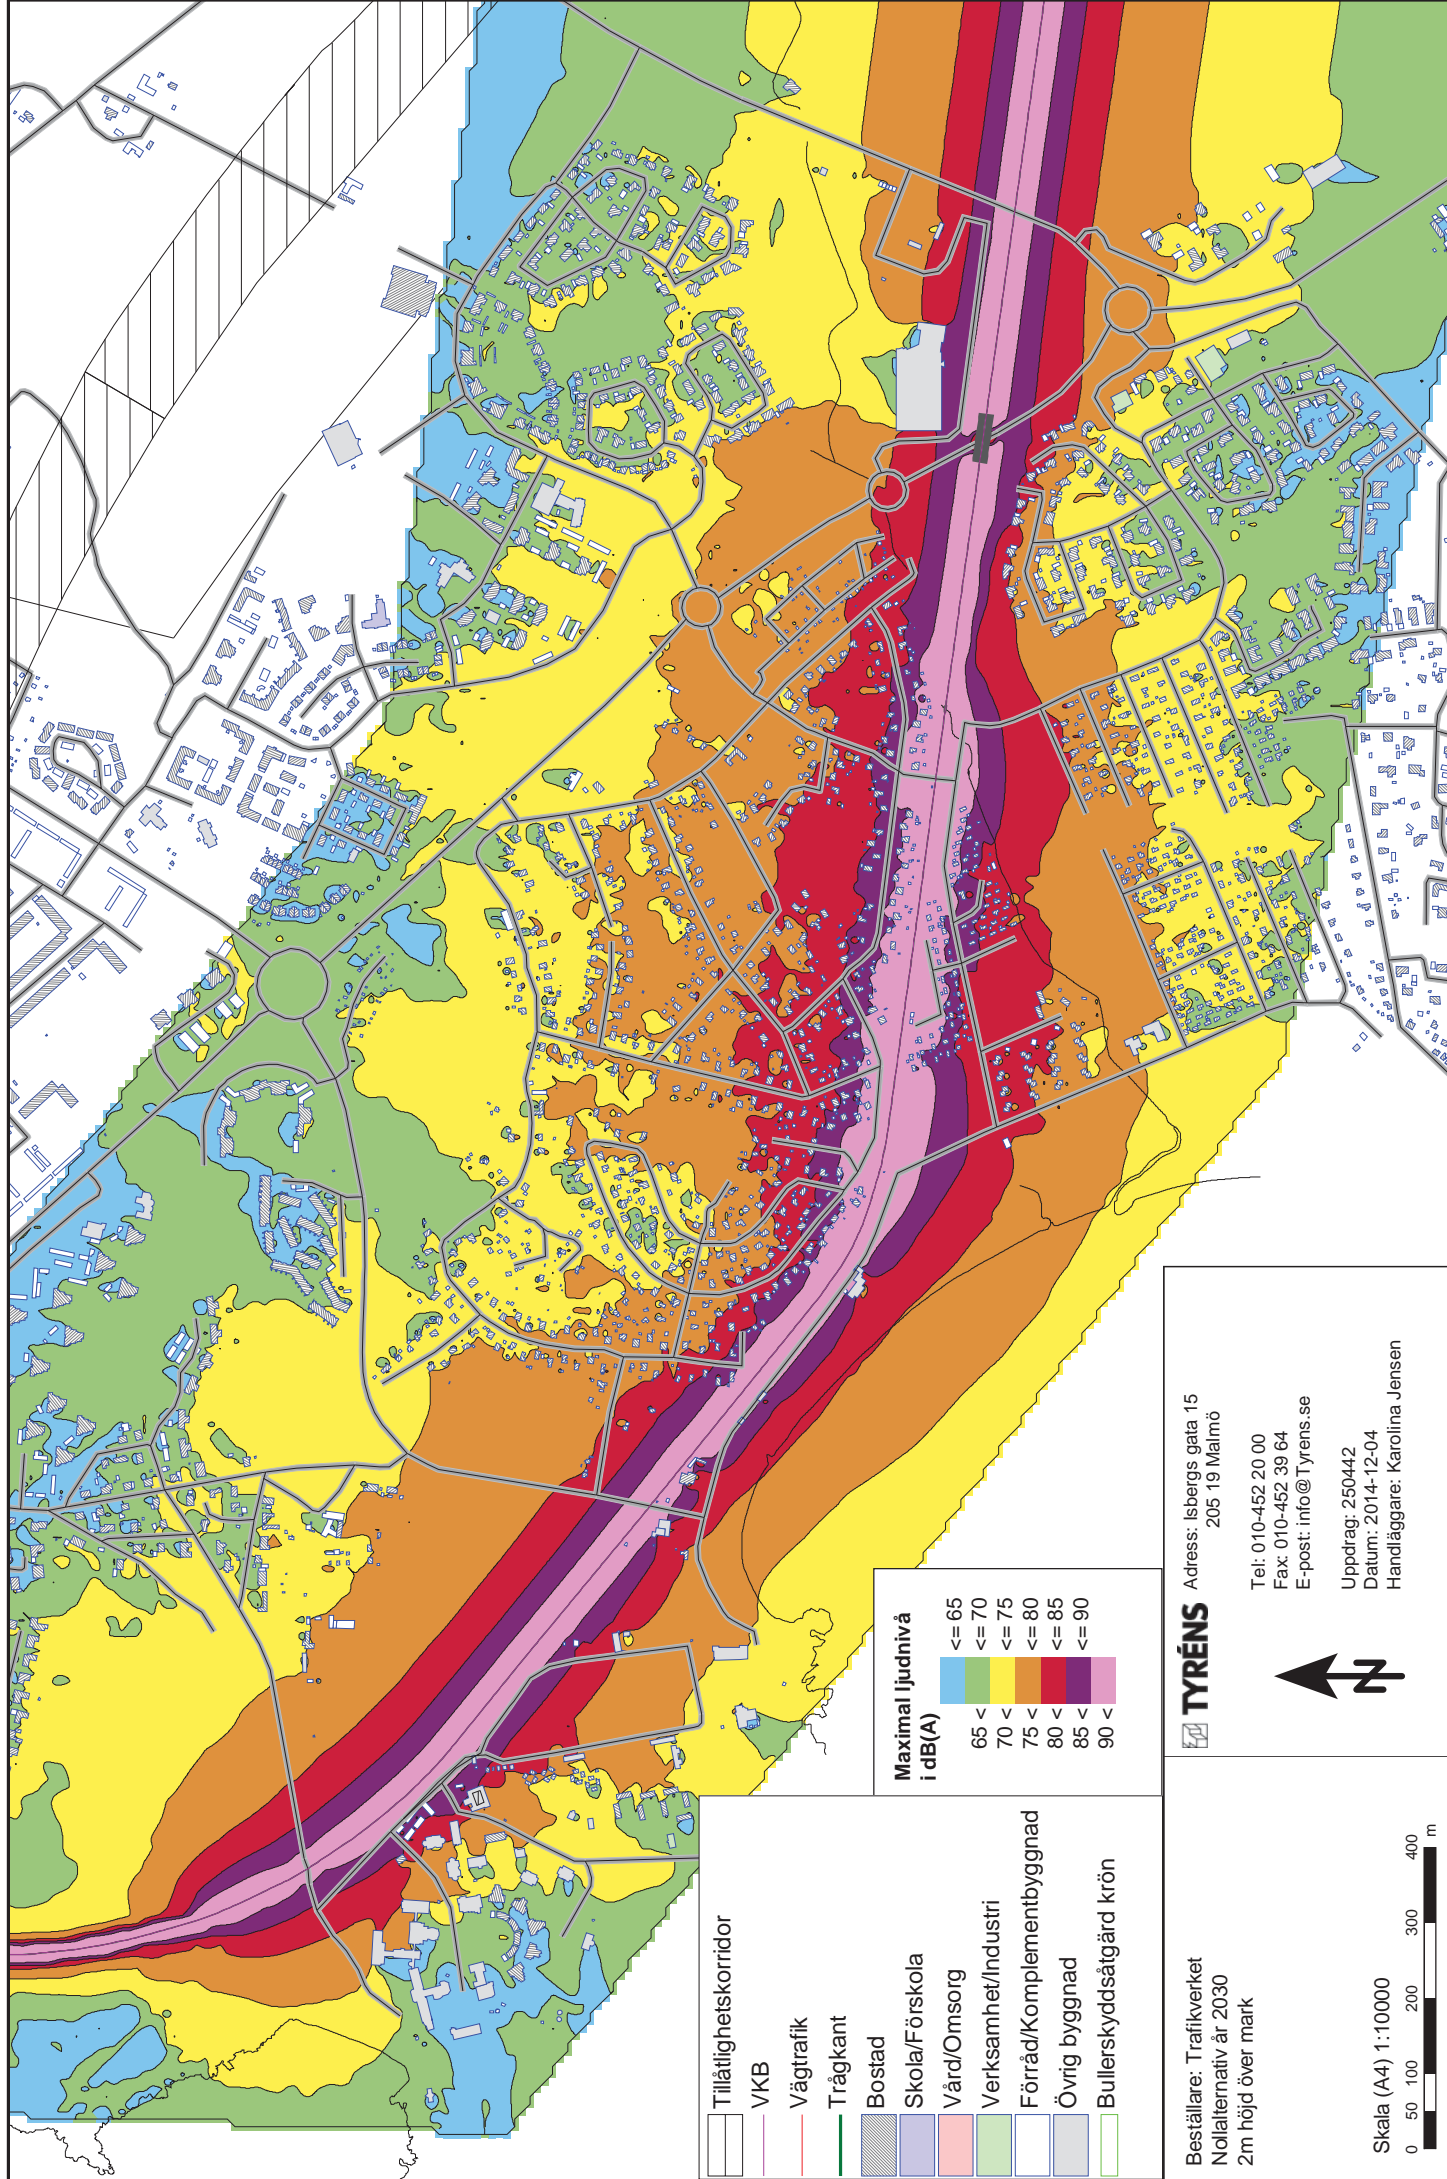 Tillåtlighetskorridor
VKB
Vägtrafik
Trågkant
Bostad
Skola/Förskola
Vård/Omsorg
Verksamhet/Industri
Förråd/Komplementbyggnad
Övrig byggnad
Bullerskyddsåtgärd krön
Maximal ljudnivå
i dB(A)
<= 65
65 < <= 70
70 < <= 75
75 < <= 80
80 < <= 85
85 < <= 90
90 <
Beställare: Trafikverket
Nollalternativ år 2030
2m höjd över mark
Skala (A4) 1:10000
0 50 100 200 300 400
m
TYRÉNS
Adress: Isbergs gata 15
205 19 Malmö
Tel: 010-452 20 00
Fax: 010-452 39 64
E-post: info@Tyrens.se
Uppdrag: 250442
Datum: 2014-12-04
Handläggare: Karolina Jensen
N